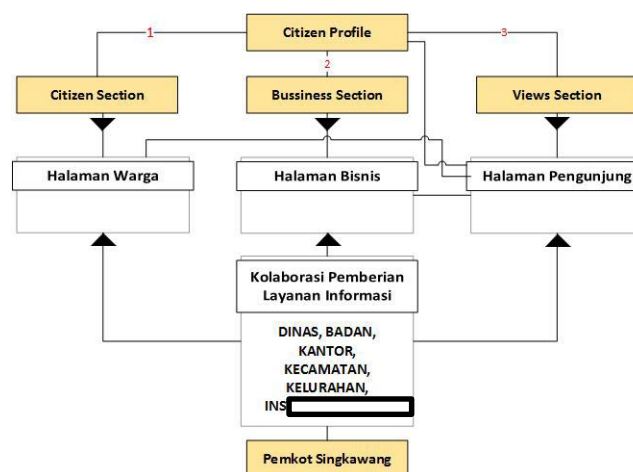 Citizen Profile
1
2
3
Citizen Section
Bussiness Section
Views Section
Halaman Warga
Halaman Bisnis
Halaman Pengunjung
Kolaborasi Pemberian
Layanan Informasi
DINAS, BADAN,
KANTOR,
KECAMATAN,
KELURAHAN,
Pemkot Singkawang